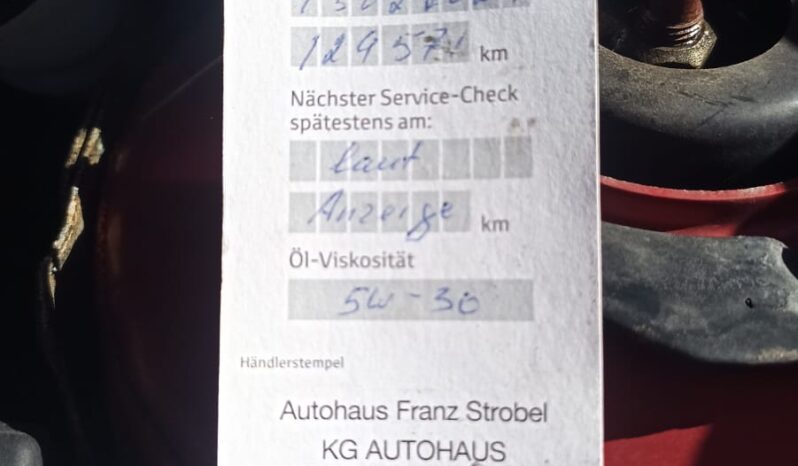 129571 km
Nächster Service-Check
spätestens am:
laut
Anzeige km
Öl-Viskosität
5W-30
Händlerstempel
Autohaus Franz Strobel
KG AUTOHAUS